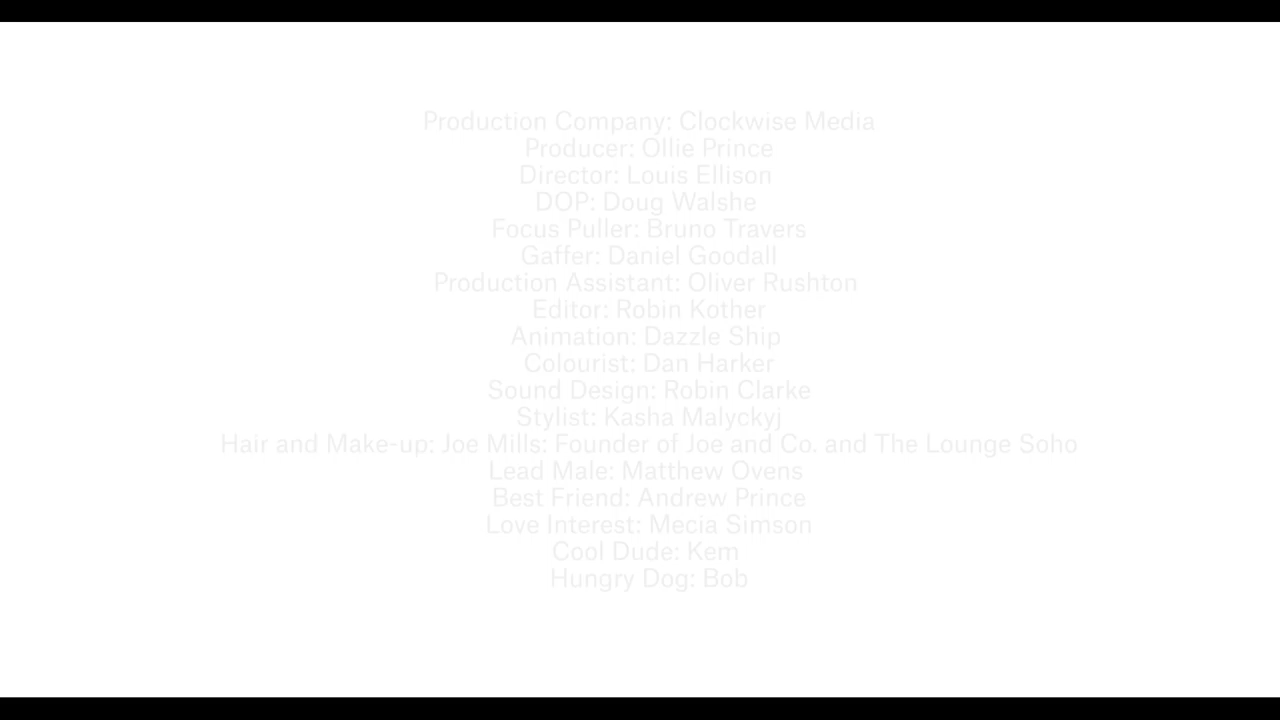 Production Company: Clockwise Media
Producer: Ollie Prince
Director: Louis Ellison
DOP: Doug Walshe
Focus Puller: Bruno Travers
Gaffer: Daniel Goodall
Production Assistant: Oliver Rushton
Editor: Robin Kother
Animation: Dazzle Ship
Colourist: Dan Harker
Sound Design: Robin Clarke
Stylist: Kasha Malyckyj
Hair and Make-up: Joe Mills: Founder of Joe and Co. and The Lounge Soho
Lead Male: Matthew Ovens
Best Friend: Andrew Prince
Love Interest: Mecia Simson
Cool Dude: Kem
Hungry Dog: Bob